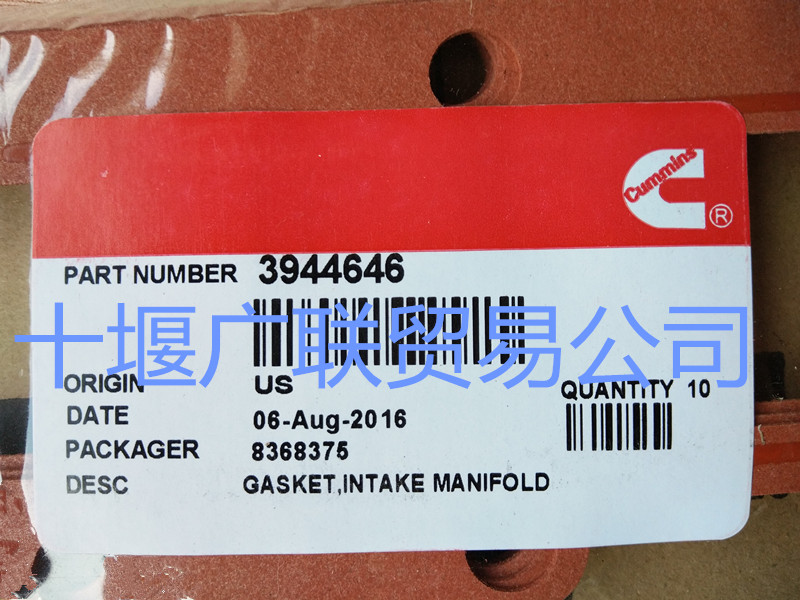 Cummins
®
PART NUMBER 3944646
十堰广联贸易公司
ORIGIN US
QUANTITY 10
DATE 06-Aug-2016
PACKAGER 8368375
DESC GASKET,INTAKE MANIFOLD